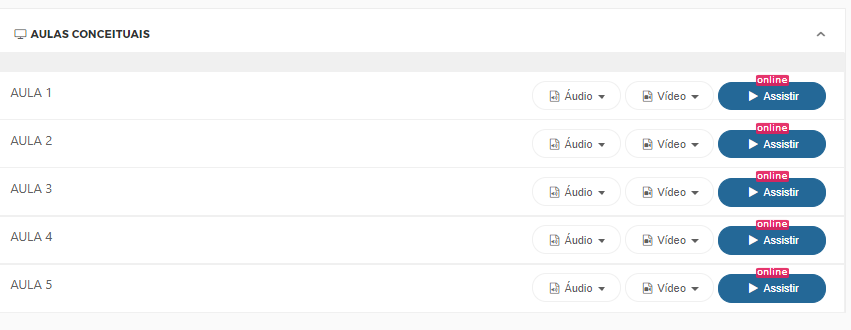 AULAS CONCEITUAIS
online
AULA 1 Áudio Vídeo Assistir
online
AULA 2 Áudio Vídeo Assistir
online
AULA 3 Áudio Vídeo Assistir
online
AULA 4 Áudio Vídeo Assistir
online
AULA 5 Áudio Vídeo Assistir